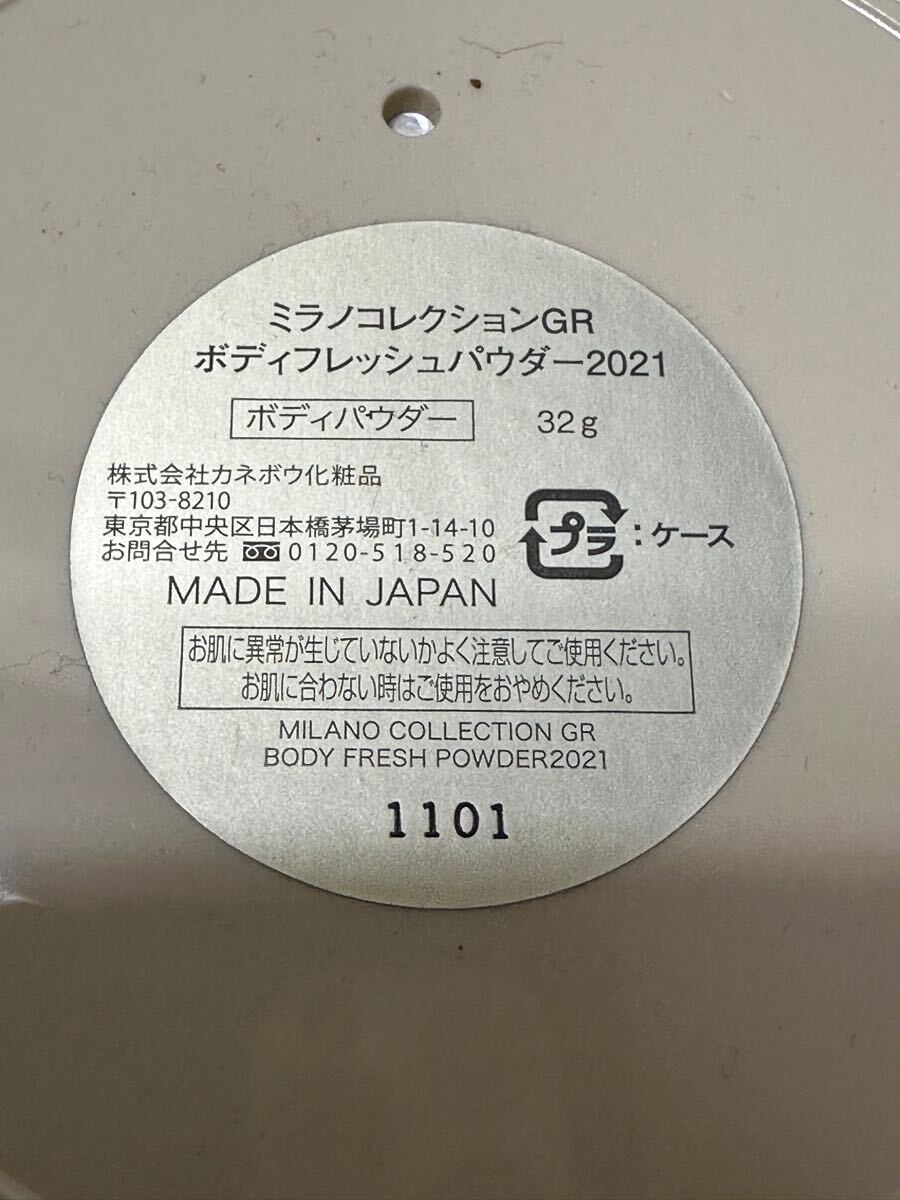 ミラノコレクションGR
ボディフレッシュパウダー2021
ボディパウダー 32g
株式会社カネボウ化粧品
〒103-8210
東京都中央区日本橋茅場町1-14-10
お問合せ先 0120-518-520
プラ:ケース
MADE IN JAPAN
お肌に異常が生じていないかよく注意してご使用ください。
お肌に合わない時はご使用をおやめください。
MILANO COLLECTION GR
BODY FRESH POWDER2021
1101